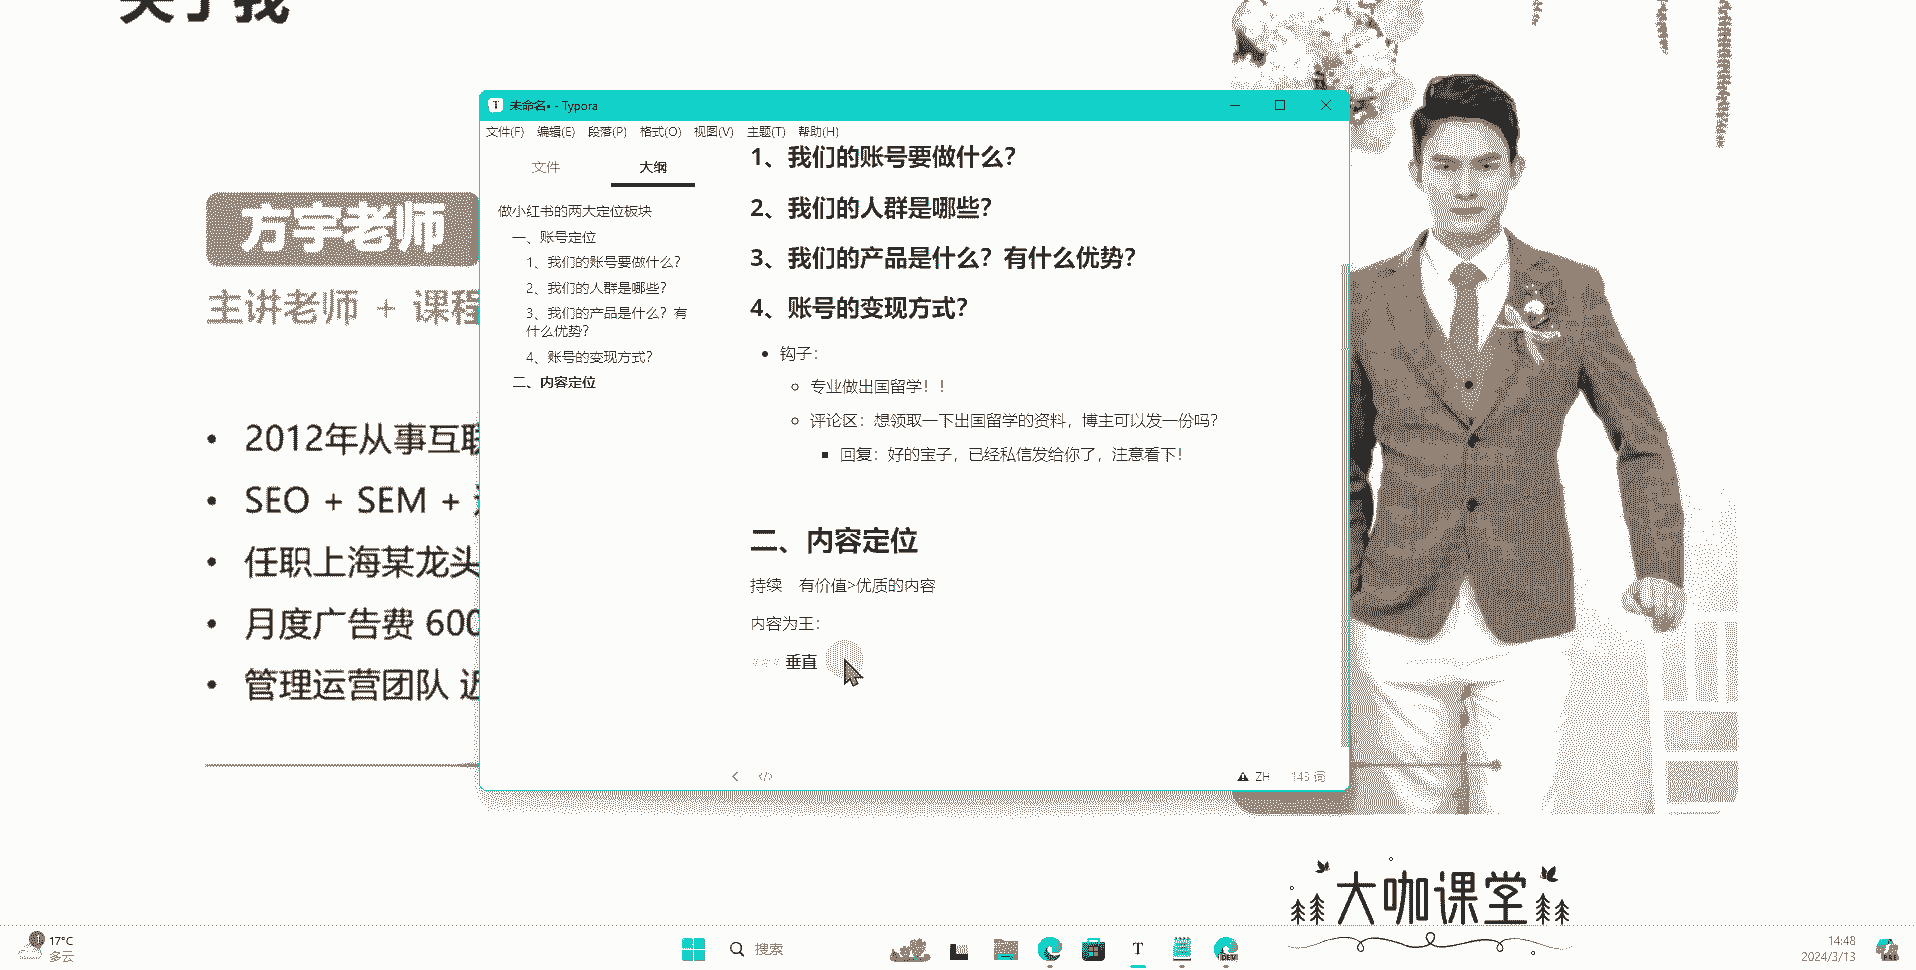 关于我
未命名• - Typora
文件(F) 编辑(E) 段落(P) 格式(O) 视图(V) 主题(T) 帮助(H)
文件 大纲
做小红书的两大定位板块
一、账号定位
1、我们的账号要做什么？
2、我们的人群是哪些？
3、我们的产品是什么？有
什么优势？
4、账号的变现方式？
二、内容定位
1、我们的账号要做什么？
2、我们的人群是哪些？
3、我们的产品是什么？有什么优势？
4、账号的变现方式？
• 钩子：
专业做出国留学！！
评论区：想领取一下出国留学的资料，博主可以发一份吗？
回复：好的宝子，已经私信发给你了，注意看下！
二、内容定位
持续 有价值>优质的内容
内容为王：
### 垂直
</> 
ZH 145 词
方宇老师
主讲老师 + 课程
• 2012年从事互联
• SEO + SEM +
• 任职上海某龙头
• 月度广告费 600
• 管理运营团队 近
大咖课堂
1
17°C
多云
搜索
T
DEV
14:48
2024/3/13
PRE